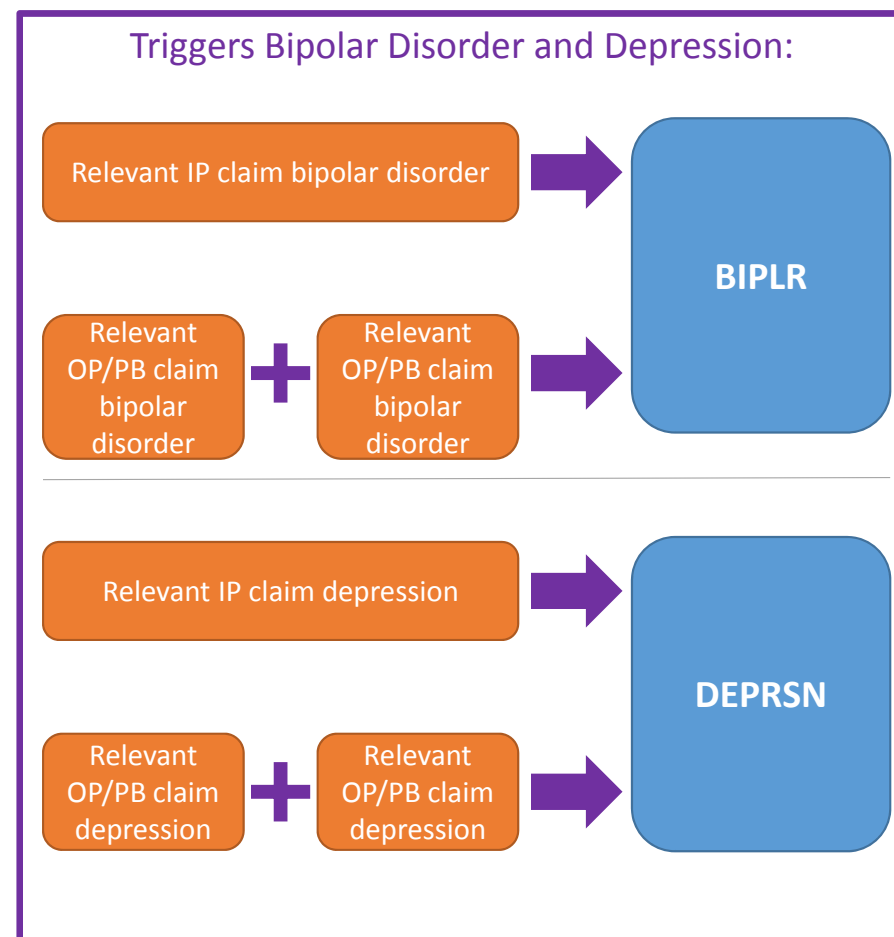 Triggers Bipolar Disorder and Depression:
Relevant IP claim bipolar disorder
BIPLR
Relevant
OP/PB claim
bipolar
disorder
Relevant
OP/PB claim
bipolar
disorder
Relevant IP claim depression
DEPRSN
Relevant
OP/PB claim
depression
Relevant
OP/PB claim
depression